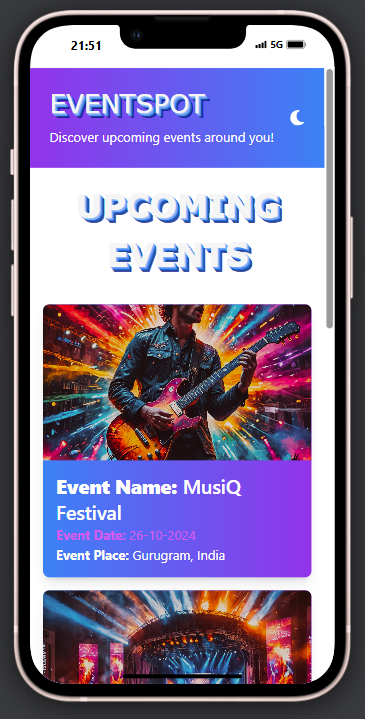 21:51
5G
EVENTSPOT
Discover upcoming events around you!
UPCOMING
EVENTS
Event Name: MusiQ
Festival
Event Date: 26-10-2024
Event Place: Gurugram, India